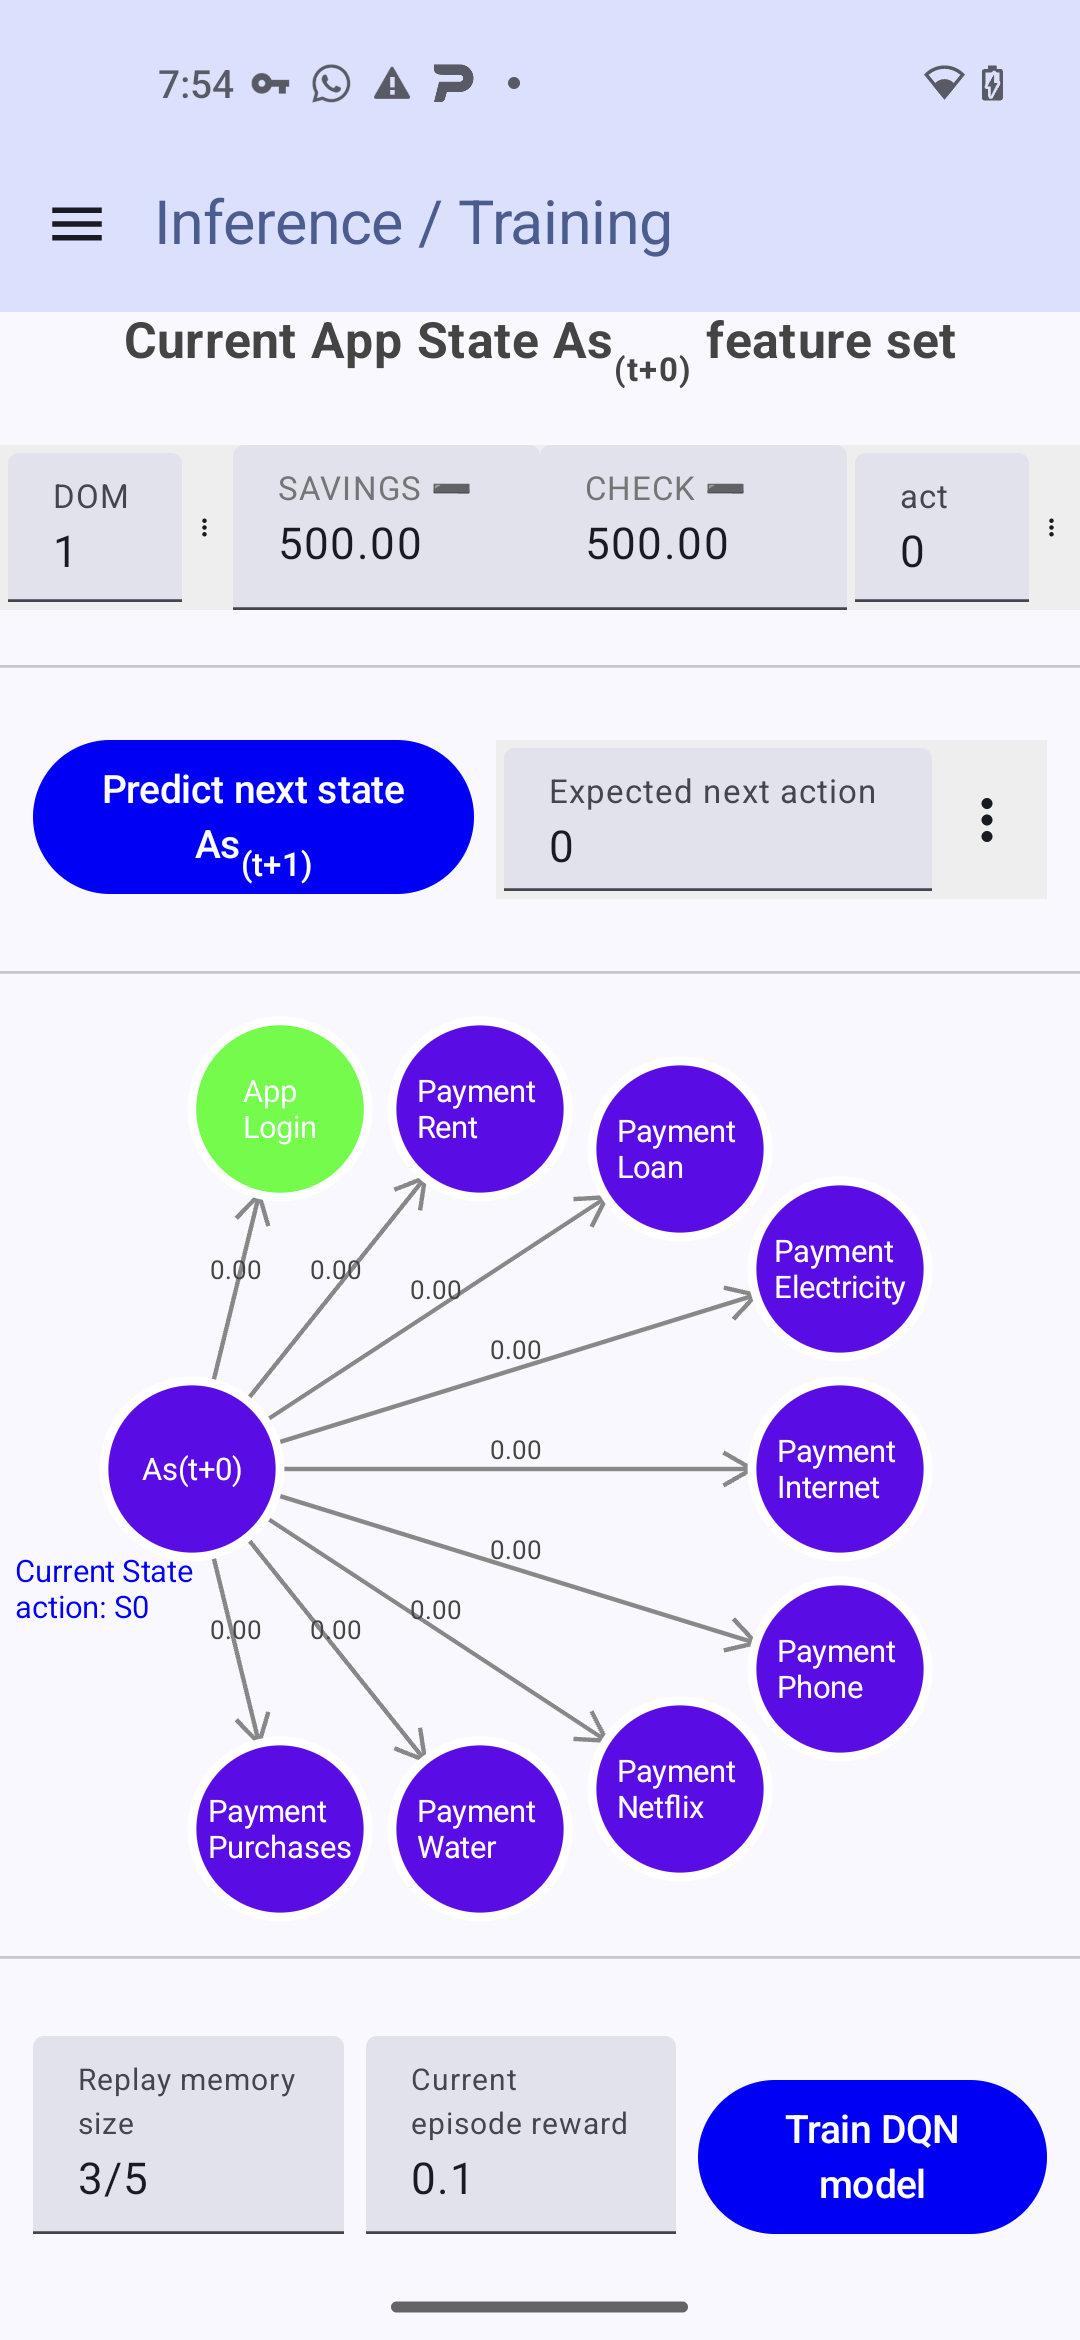 7:54
Inference / Training
Current App State As(t+0) feature set
DOM
1
SAVINGS
500.00
CHECK
500.00
act
0
Predict next state
As(t+1)
Expected next action
0
App
Login
Payment
Rent
Payment
Loan
Payment
Electricity
0.00
0.00
0.00
0.00
As(t+0)
0.00
Payment
Internet
Current State
action: S0
0.00
0.00
0.00
0.00
Payment
Phone
Payment
Netflix
Payment
Purchases
Payment
Water
Replay memory
size
3/5
Current
episode reward
0.1
Train DQN
model